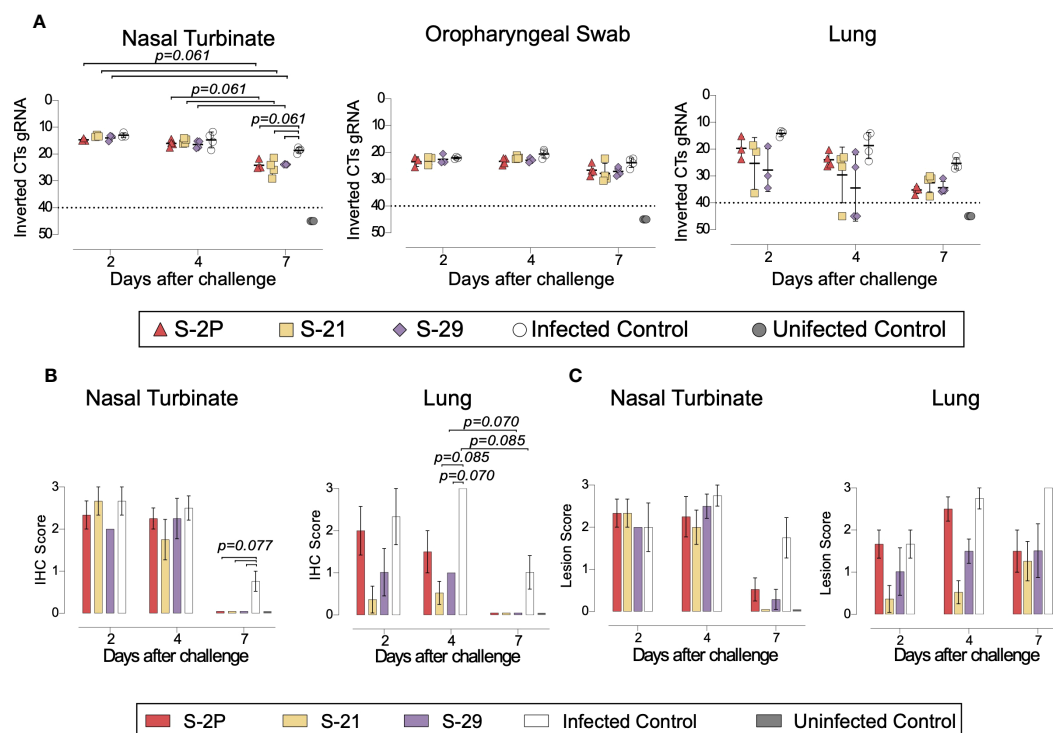 A
Nasal Turbinate
Oropharyngeal Swab
Lung
p=0.061
p=0.061
p=0.061
Inverted CTs gRNA
0
10
20
30
40
50
2
4
7
Days after challenge
Inverted CTs gRNA
0
10
20
30
40
50
2
4
7
Days after challenge
Inverted CTs gRNA
0
10
20
30
40
50
2
4
7
Days after challenge
S-2P S-21 S-29 Infected Control Unifected Control
B
Nasal Turbinate
Lung
p=0.077
IHC Score
3
2
1
0
2
4
7
Days after challenge
p=0.070
p=0.085
p=0.085
p=0.070
IHC Score
3
2
1
0
2
4
7
Days after challenge
C
Nasal Turbinate
Lung
Lesion Score
3
2
1
0
2
4
7
Days after challenge
Lesion Score
3
2
1
0
2
4
7
Days after challenge
S-2P S-21 S-29 Infected Control Uninfected Control